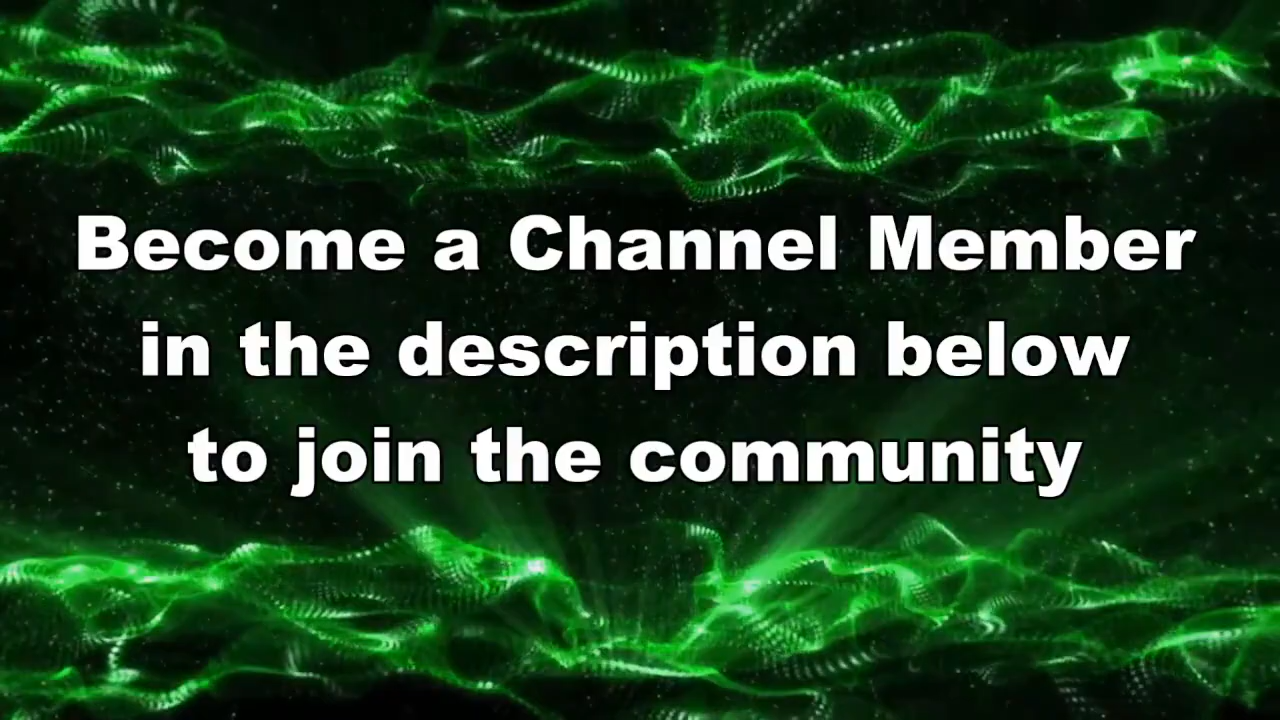 Become a Channel Member
in the description below
to join the community